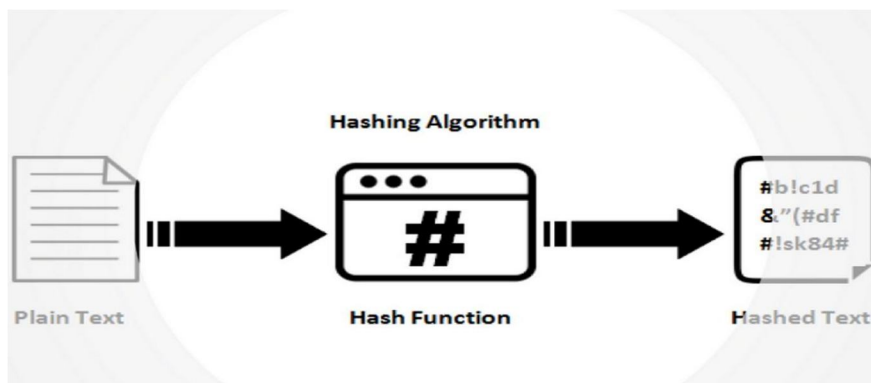 Hashing Algorithm
#
#b!c1d
&"(#df
#!sk84#
Plain Text
Hash Function
Hashed Text